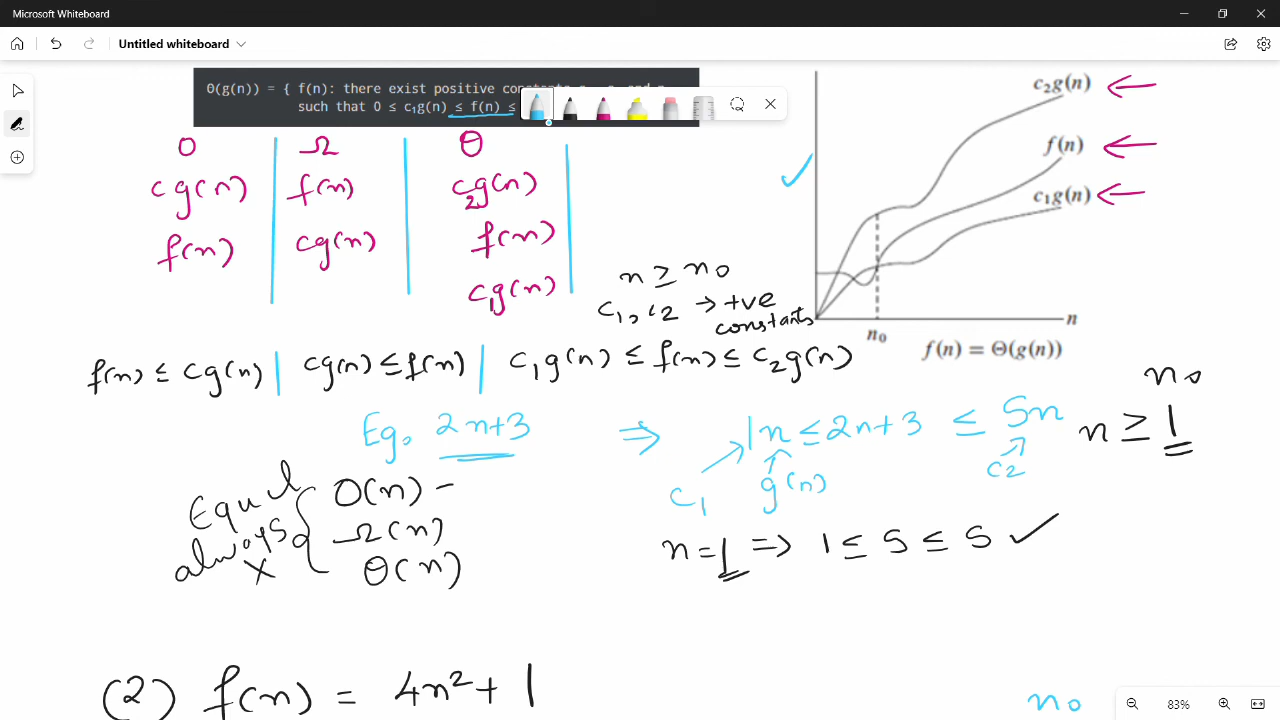 Microsoft Whiteboard
Untitled whiteboard
Θ(g(n)) = { f(n): there exist positive
such that 0 ≤ c₁g(n) ≤ f(n) ≤
O Ω Θ
cg(n) f(n) c₂g(n)
f(n) cg(n) f(n)
c₁g(n)
n ≥ n₀
c₁, c₂ → +ve
constants
c₂g(n)
f(n)
c₁g(n)
n
n₀
f(n) = Θ(g(n))
f(n) ≤ cg(n) | cg(n) ≤ f(n) | c₁g(n) ≤ f(n) ≤ c₂g(n)
n₀
Eg. 2n+3 ⇒ 1n ≤ 2n+3 ≤ 5n n ≥ 1
c₁ g(n) c₂
Equal always X
O(n) -
Ω(n)
Θ(n)
n=1 ⇒ 1 ≤ 5 ≤ 5 ✓
(2) f(n) = 4n² + 1
n₀
83%